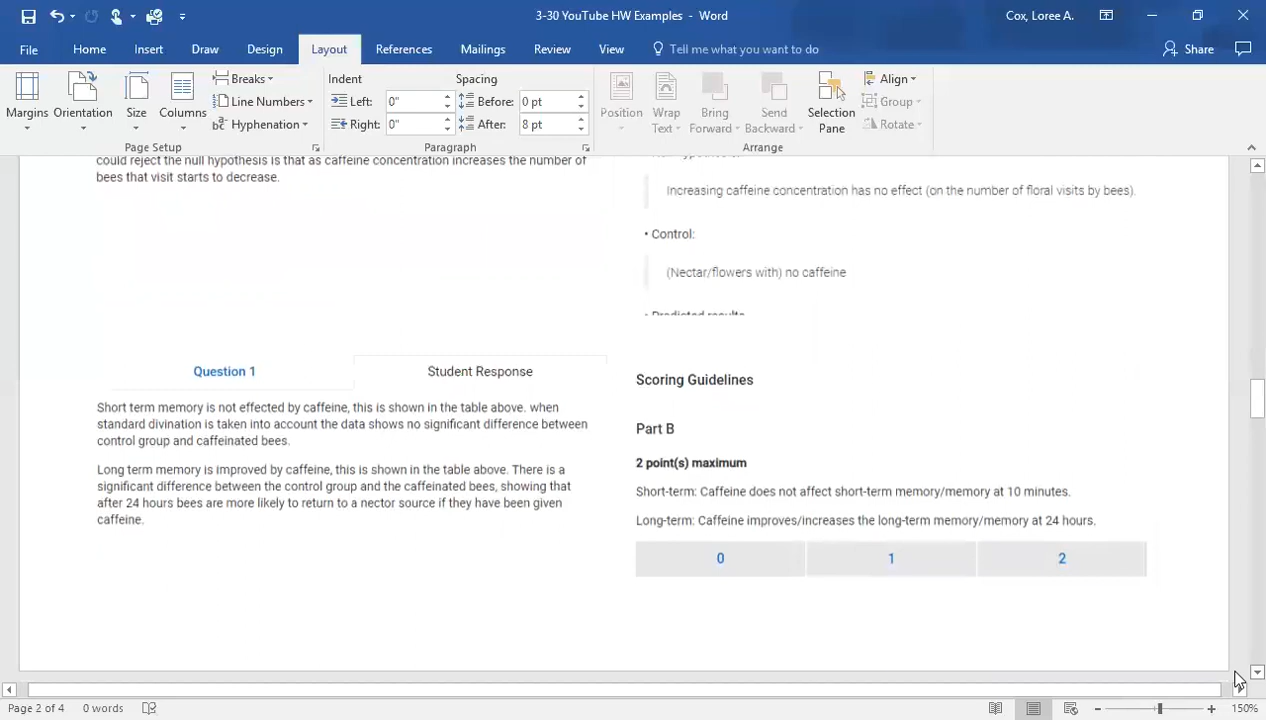 3-30 YouTube HW Examples - Word
Cox, Loree A.
File Home Insert Draw Design Layout References Mailings Review View Tell me what you want to do Share
Margins Orientation Size Columns
Breaks
Line Numbers
Hyphenation
Page Setup
Indent Spacing
Left: 0" Before: 0 pt
Right: 0" After: 8 pt
Paragraph
Position Wrap Text Bring Forward Send Backward Selection Pane
Align
Group
Rotate
Arrange
could reject the null hypothesis is that as caffeine concentration increases the number of
bees that visit starts to decrease.
Increasing caffeine concentration has no effect (on the number of floral visits by bees).
• Control:
(Nectar/flowers with) no caffeine
• Predicted results
Question 1 Student Response
Short term memory is not effected by caffeine, this is shown in the table above. when
standard divination is taken into account the data shows no significant difference between
control group and caffeinated bees.
Long term memory is improved by caffeine, this is shown in the table above. There is a
significant difference between the control group and the caffeinated bees, showing that
after 24 hours bees are more likely to return to a nector source if they have been given
caffeine.
Scoring Guidelines
Part B
2 point(s) maximum
Short-term: Caffeine does not affect short-term memory/memory at 10 minutes.
Long-term: Caffeine improves/increases the long-term memory/memory at 24 hours.
0 1 2
Page 2 of 4 0 words 150%